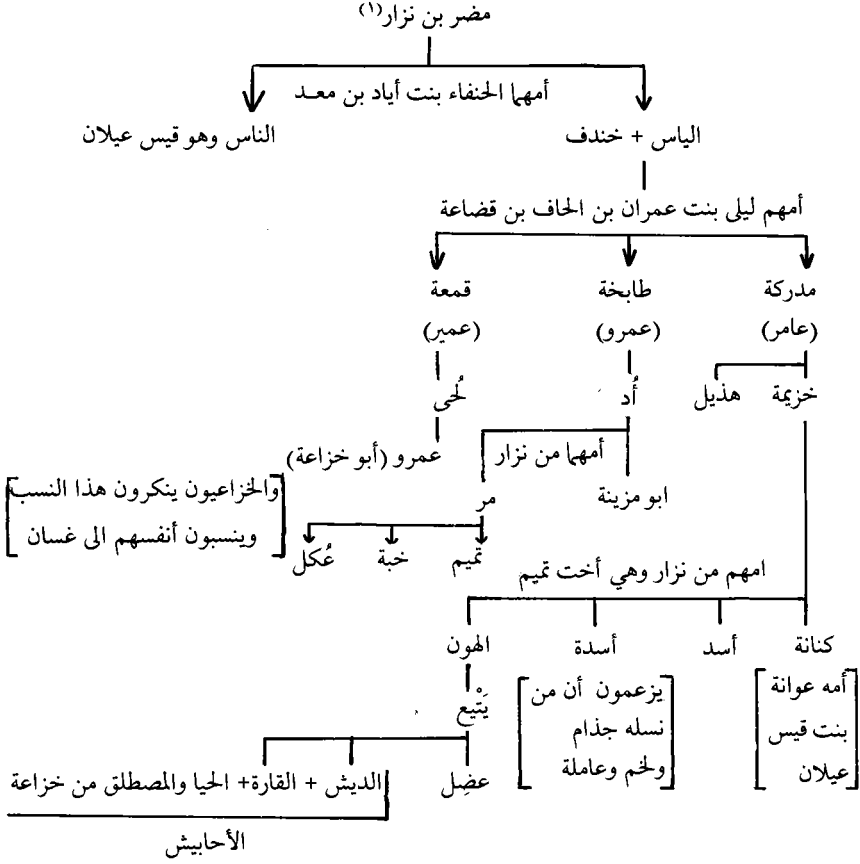 مضر بن نزار(١)
أمهما الحنفاء بنت أياد بن معـد
الياس + خندف
الناس وهو قيس عيلان
أمهم ليلى بنت عمران بن الحاف بن قضاعة
مدركة
(عامر)
طابخة
(عمرو)
قمعة
(عمير)
خزيمة
هذيل
أُد
لُحى
أمهما من نزار
عمرو (أبو خزاعة)
والخزاعيون ينكرون هذا النسب
وينسبون أنفسهم الى غسان
ابو مزينة
مر
تميم
خبة
عُكل
امهم من نزار وهي أخت تميم
كنانة
أسد
أسدة
الهون
أمه عوانة
بنت قيس
عيلان
يزعمون أن من
نسله جذام
ولخم وعاملة
يَتْيع
عضِل
الديش + القارة+ الحيا والمصطلق من خزاعة
الأحابيش